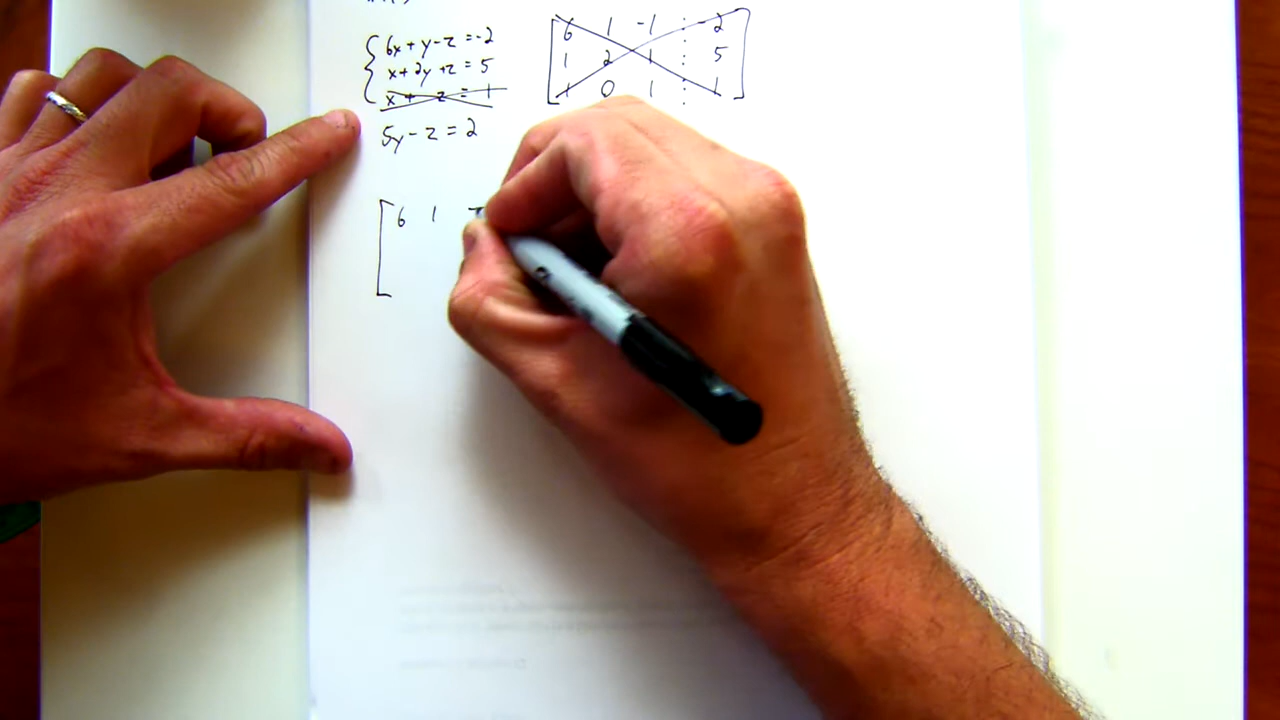 6x + y - z = -2
x + 2y + z = 5
x + z = 1
5y - z = 2
6 1 -1 -2
1 2 1 5
1 0 1 1
6 1 -